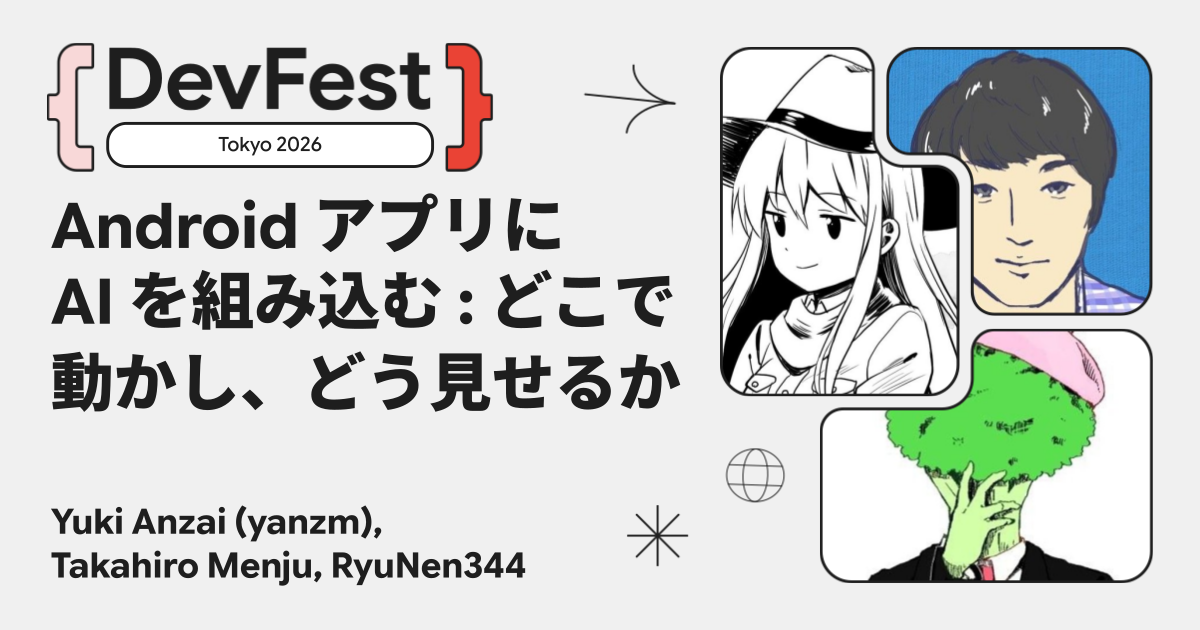 DevFest
Tokyo 2026
Android アプリに
AI を組み込む : どこで
動かし、どう見せるか
Yuki Anzai (yanzm),
Takahiro Menju, RyuNen344